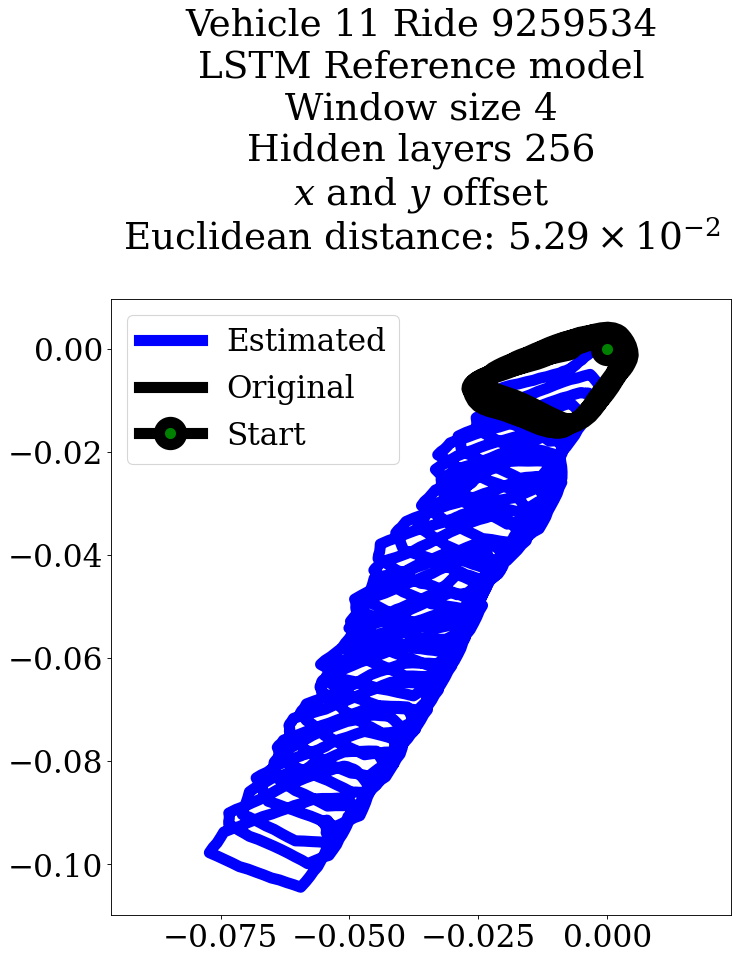 Vehicle 11 Ride 9259534
LSTM Reference model
Window size 4
Hidden layers 256
x and y offset
Euclidean distance: 5.29 × 10⁻²
Estimated
Original
Start
0.00
−0.02
−0.04
−0.06
−0.08
−0.10
−0.075 −0.050 −0.025 0.000